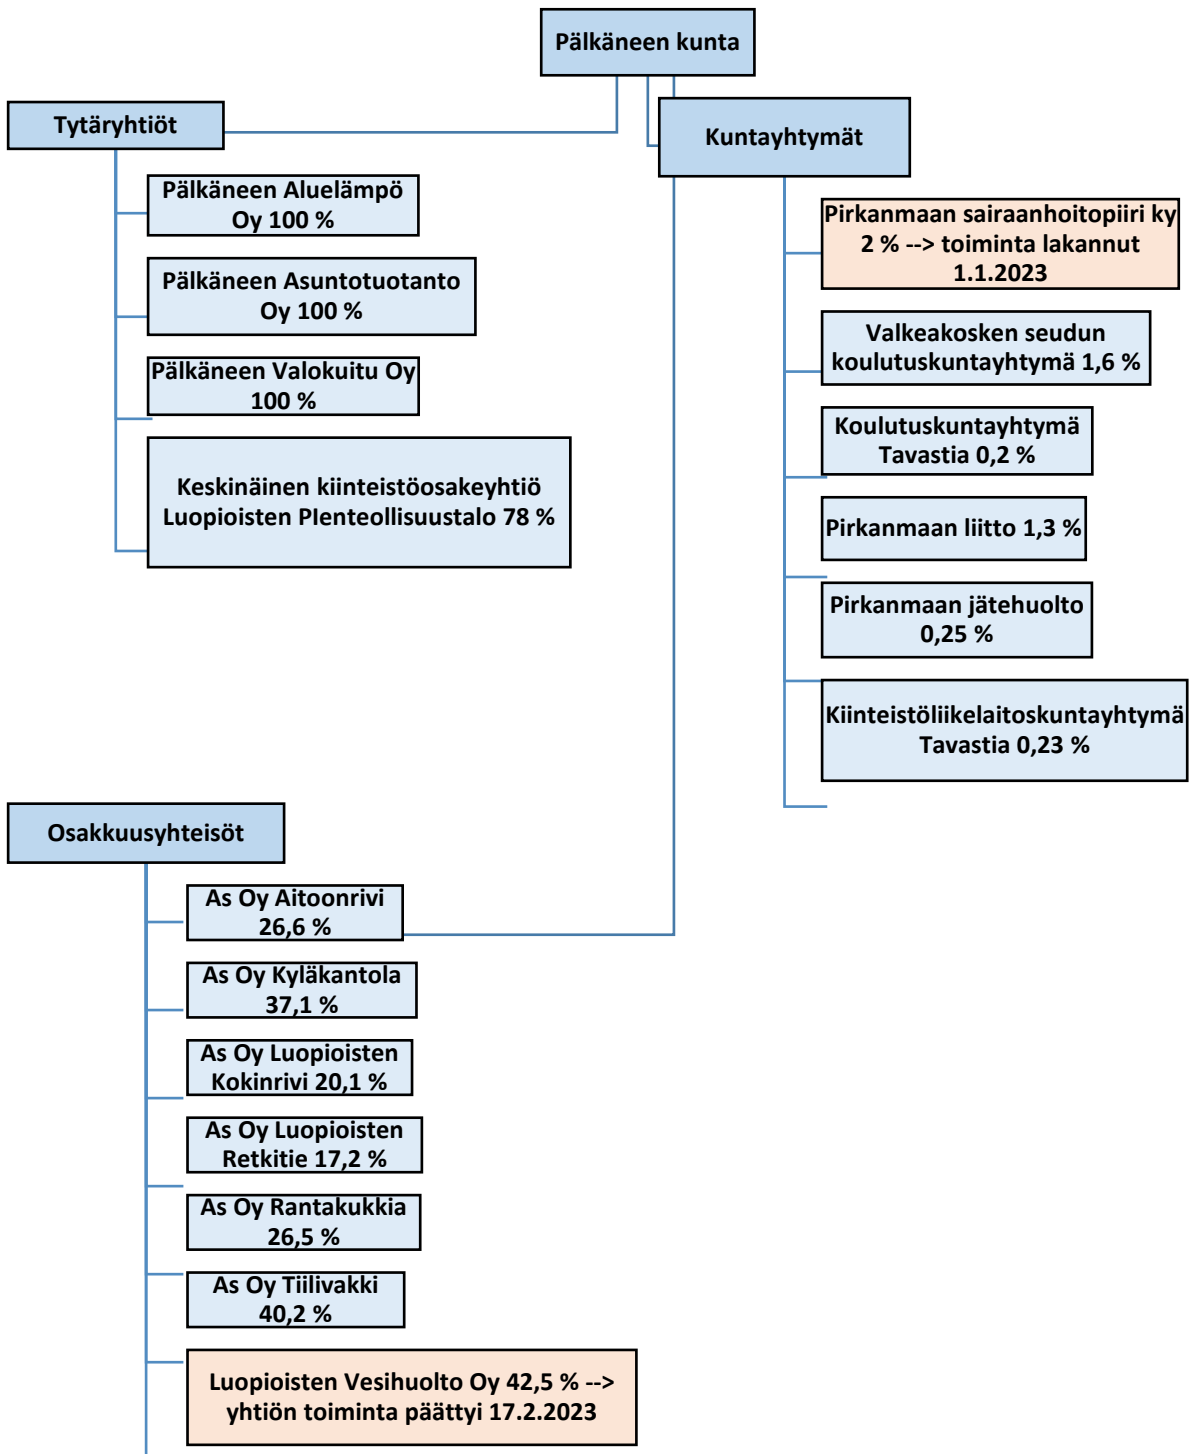 Pälkäneen kunta
Tytäryhtiöt
Pälkäneen Aluelämpö
Oy 100 %
Pälkäneen Asuntotuotanto
Oy 100 %
Pälkäneen Valokuitu Oy
100 %
Keskinäinen kiinteistöosakeyhtiö
Luopioisten PIenteollisuustalo 78 %
Kuntayhtymät
Pirkanmaan sairaanhoitopiiri ky
2 % --> toiminta lakannut
1.1.2023
Valkeakosken seudun
koulutuskuntayhtymä 1,6 %
Koulutuskuntayhtymä
Tavastia 0,2 %
Pirkanmaan liitto 1,3 %
Pirkanmaan jätehuolto
0,25 %
Kiinteistöliikelaitoskuntayhtymä
Tavastia 0,23 %
Osakkuusyhteisöt
As Oy Aitoonrivi
26,6 %
As Oy Kyläkantola
37,1 %
As Oy Luopioisten
Kokinrivi 20,1 %
As Oy Luopioisten
Retkitie 17,2 %
As Oy Rantakukkia
26,5 %
As Oy Tiilivakki
40,2 %
Luopioisten Vesihuolto Oy 42,5 % -->
yhtiön toiminta päättyi 17.2.2023